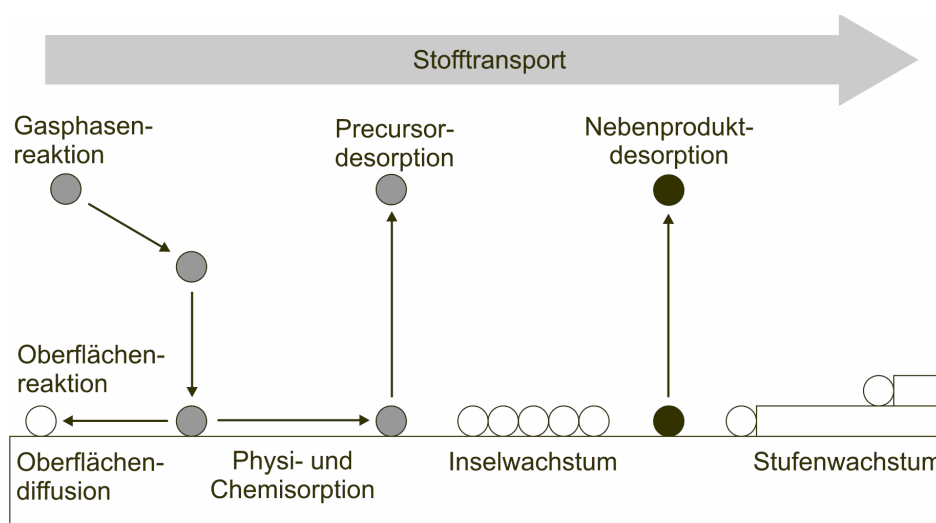 Stofftransport
Gasphasen-
reaktion
Precursor-
desorption
Nebenprodukt-
desorption
Oberflächen-
reaktion
Oberflächen-
diffusion
Physi- und
Chemisorption
Inselwachstum
Stufenwachstum